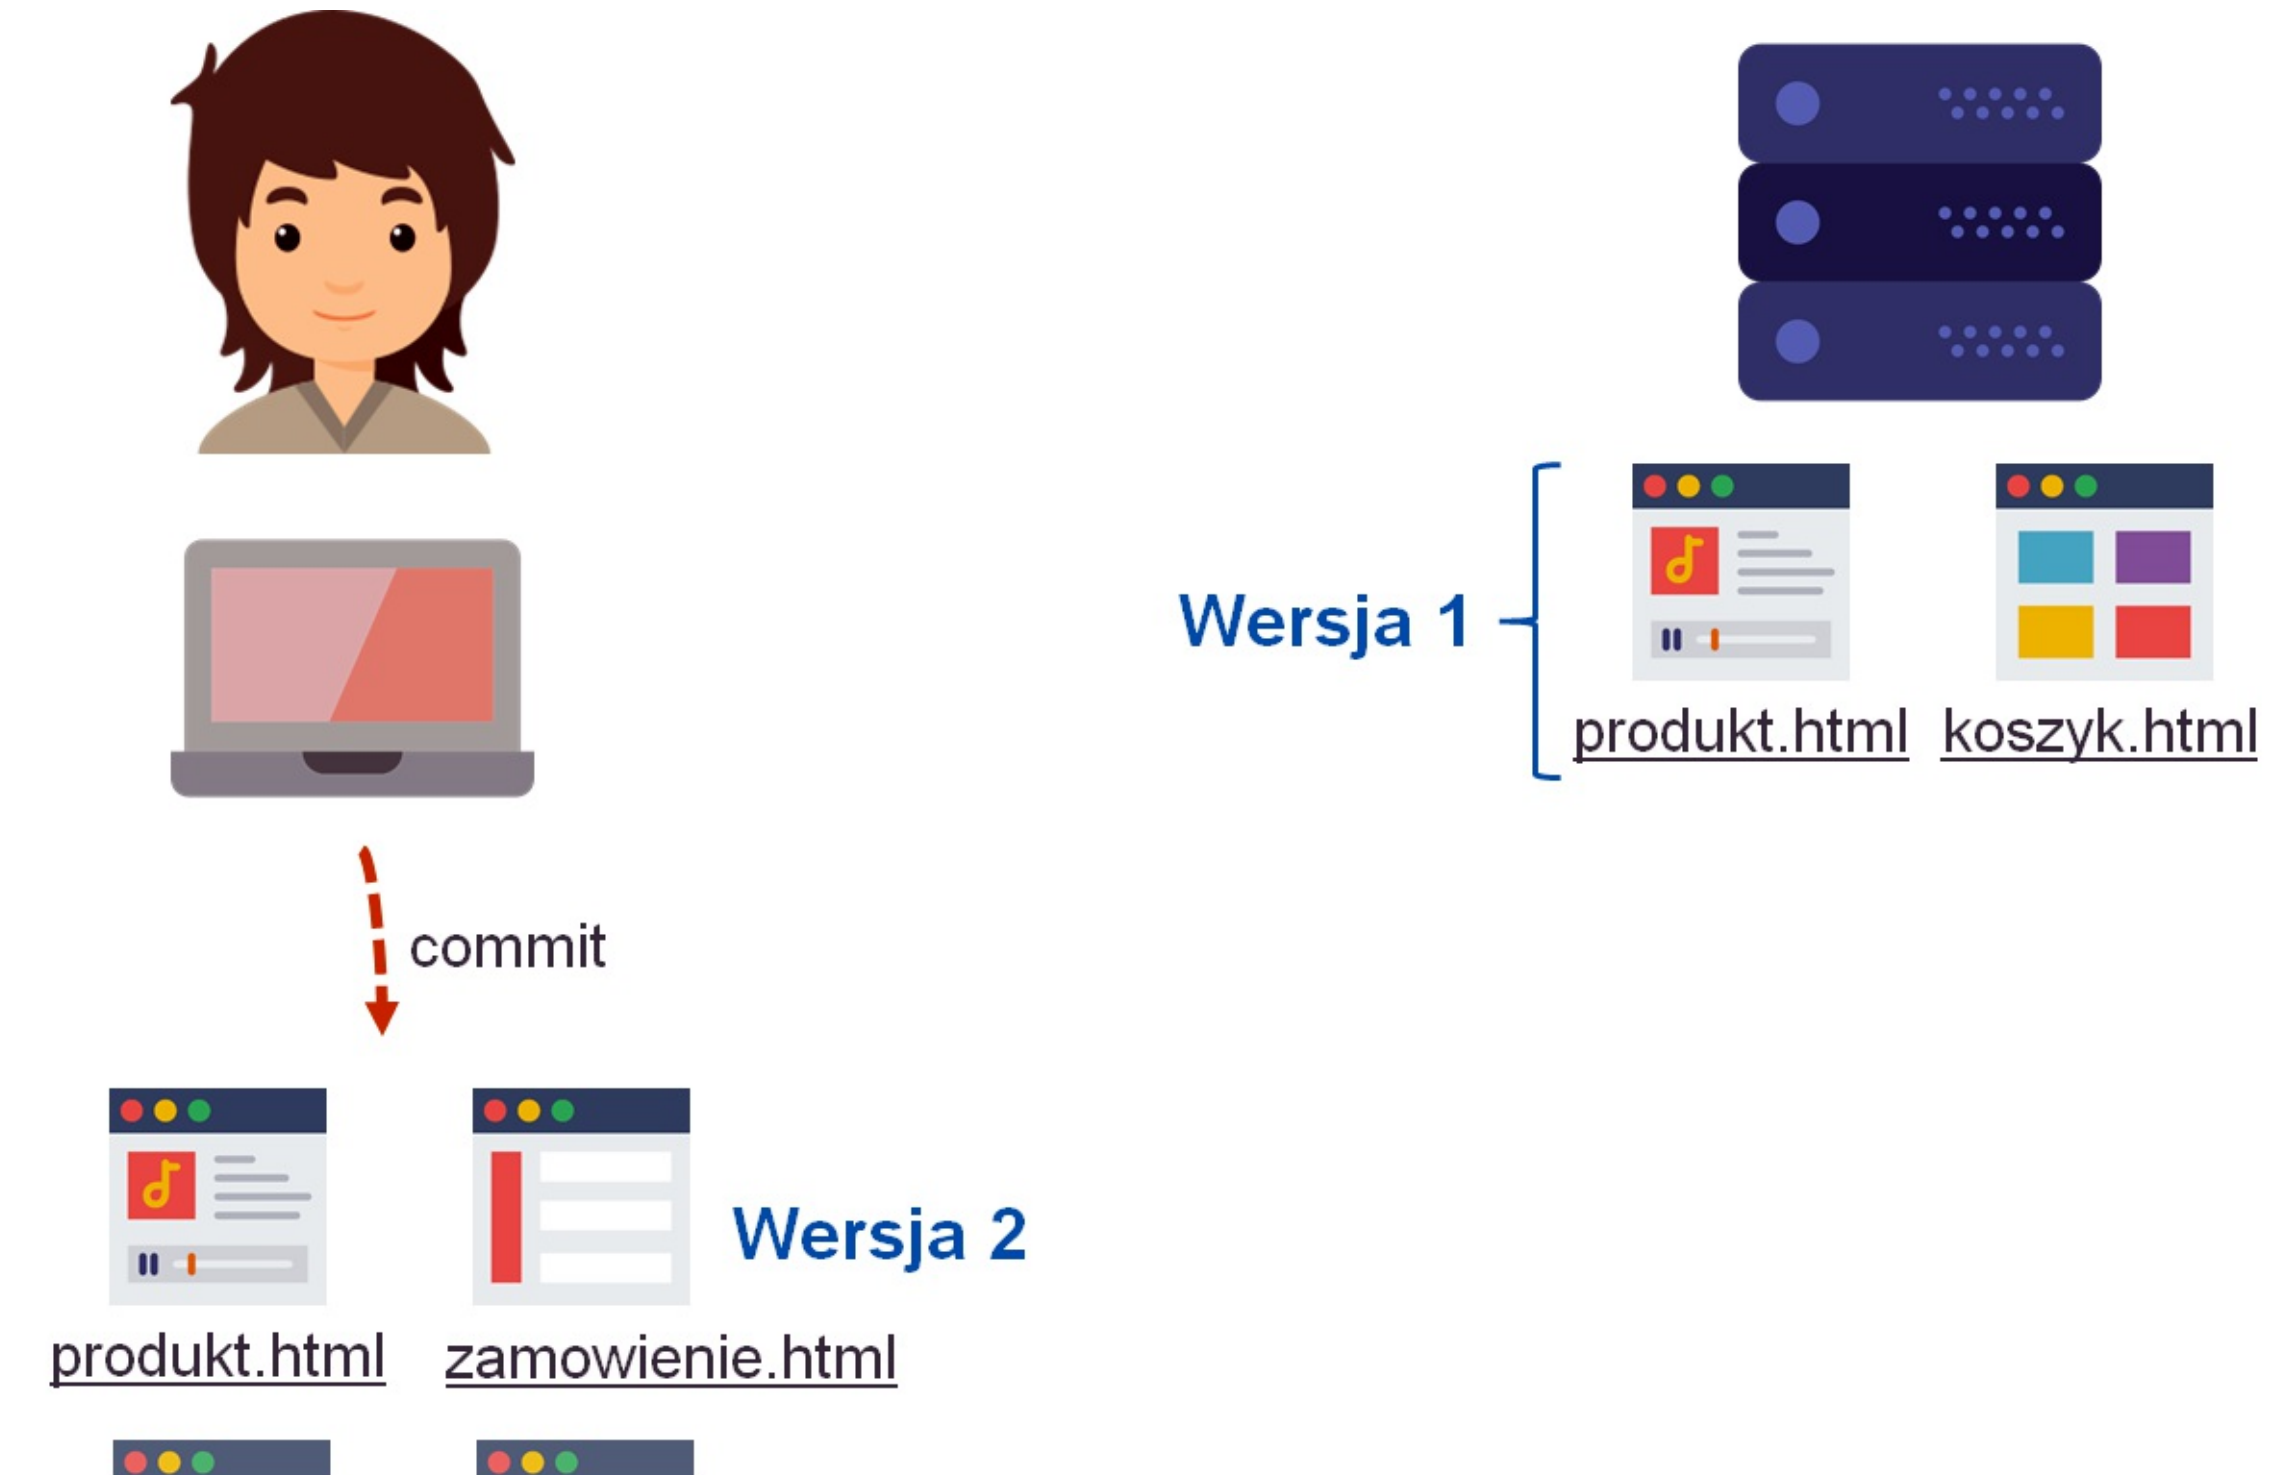 Wersja 1
produkt.html koszyk.html
commit
Wersja 2
produkt.html zamowienie.html